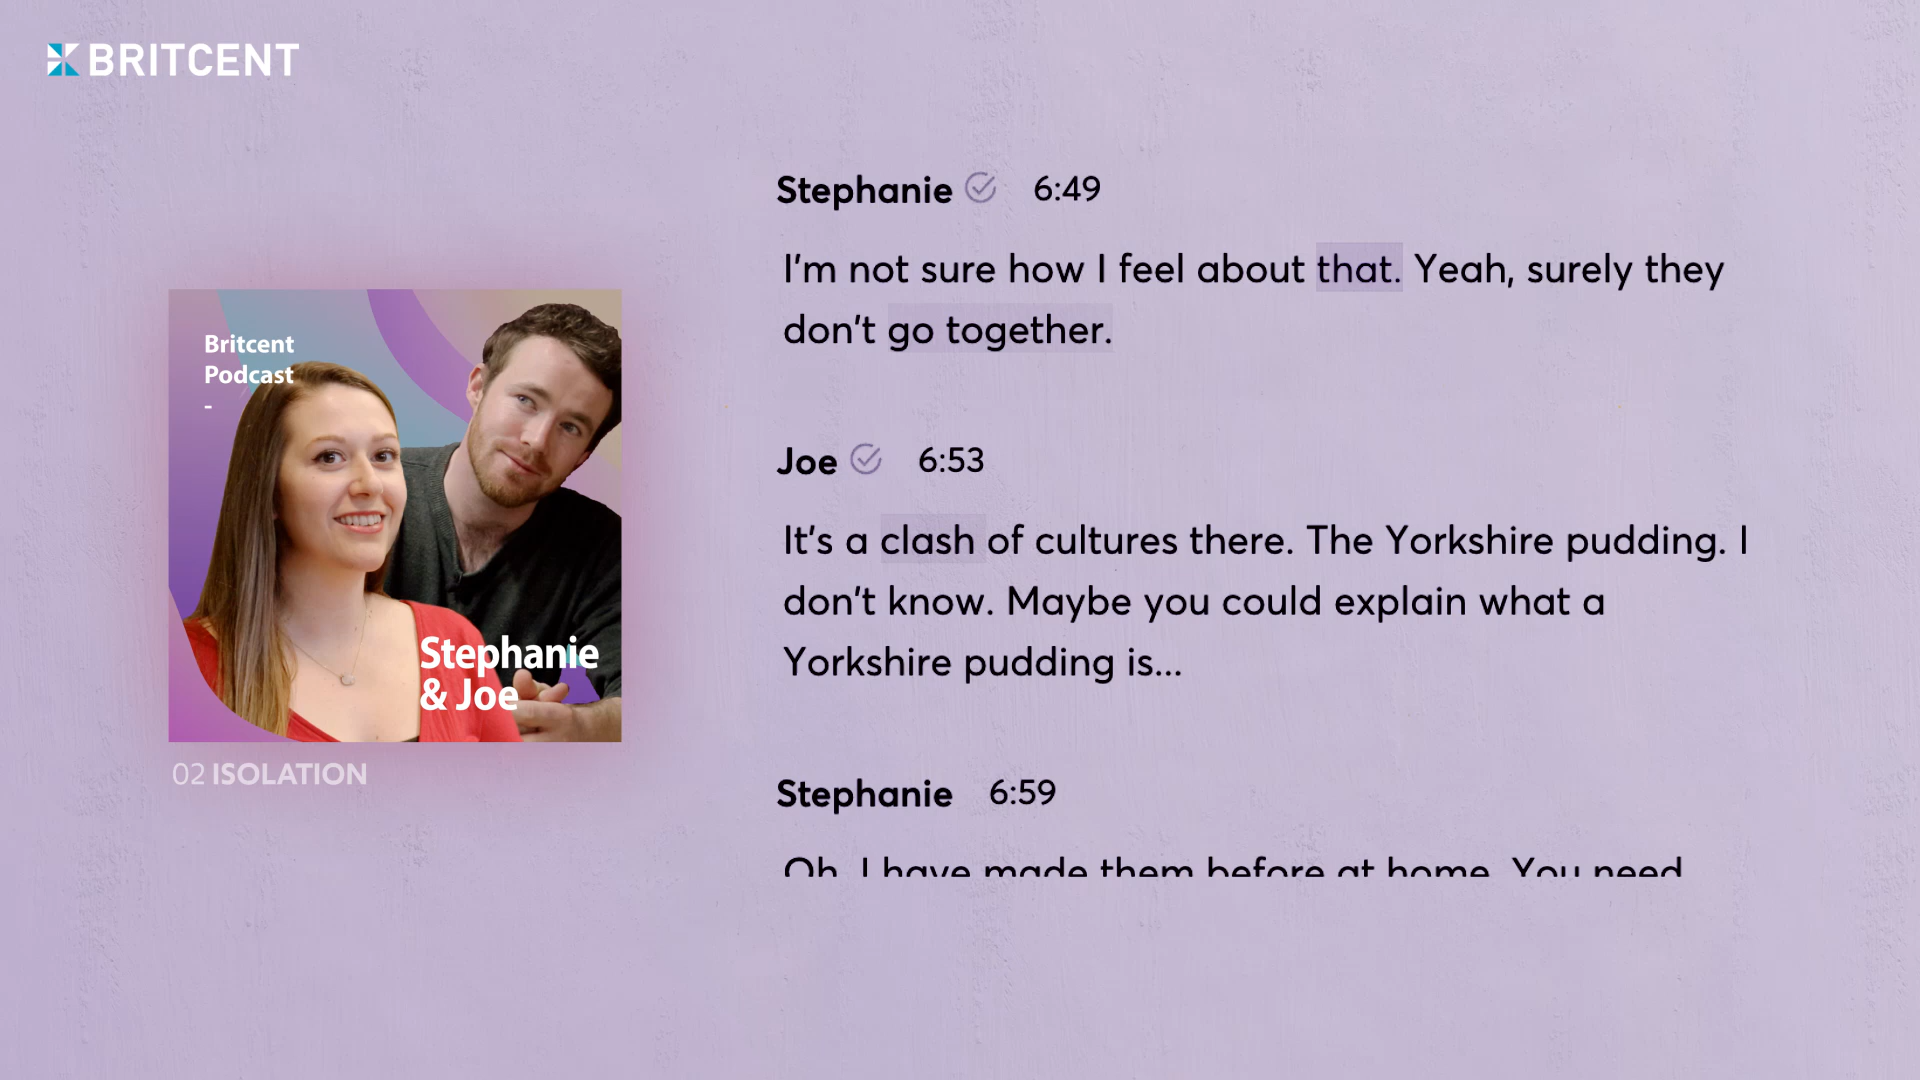 BRITCENT
Britcent
Podcast
-
Stephanie
& Joe
02 ISOLATION
Stephanie 6:49
I'm not sure how I feel about that. Yeah, surely they
don't go together.
Joe 6:53
It's a clash of cultures there. The Yorkshire pudding. I
don't know. Maybe you could explain what a
Yorkshire pudding is...
Stephanie 6:59
Oh, I have made them before at home. You need